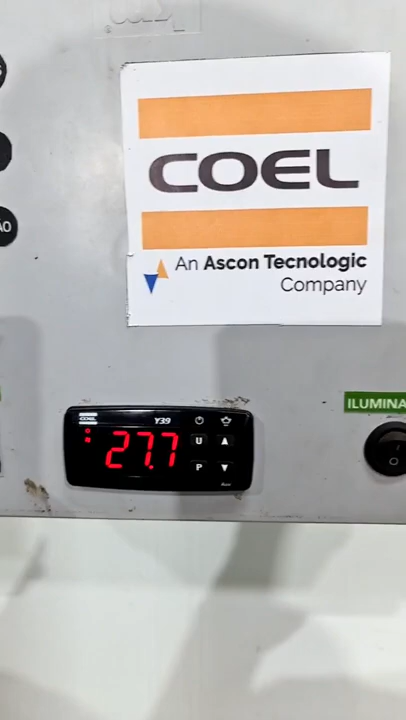 COEL
An Ascon Tecnologic
Company
ILUMINA
COEL
Y39
27.7
U
P